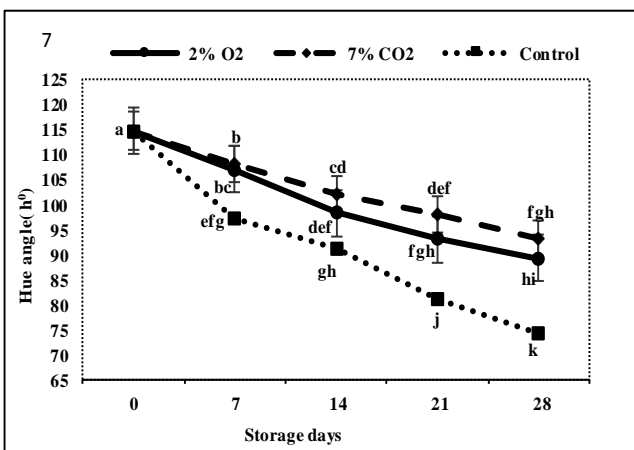 7
2% O2 7% CO2 Control
125
120
115
110
105
100
95
90
85
80
75
70
65
Hue angle( h⁰)
a
b
bc
efg
cd
def
gh
def
fgh
j
fgh
hi
k
0 7 14 21 28
Storage days